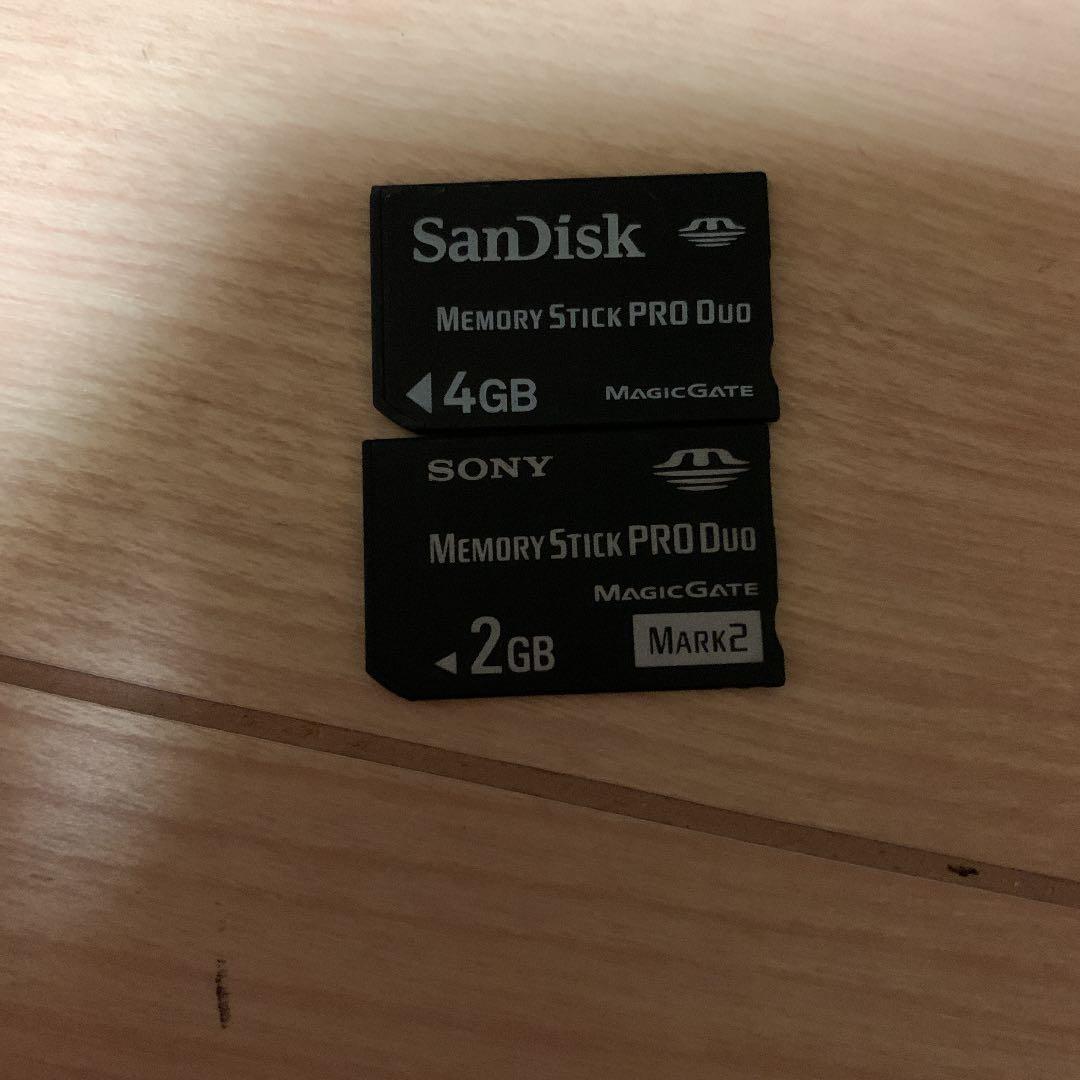 SanDisk
MEMORY STICK PRO DUO
4GB MAGICGATE
SONY
MEMORY STICK PRO DUO
MAGICGATE
2GB MARK2